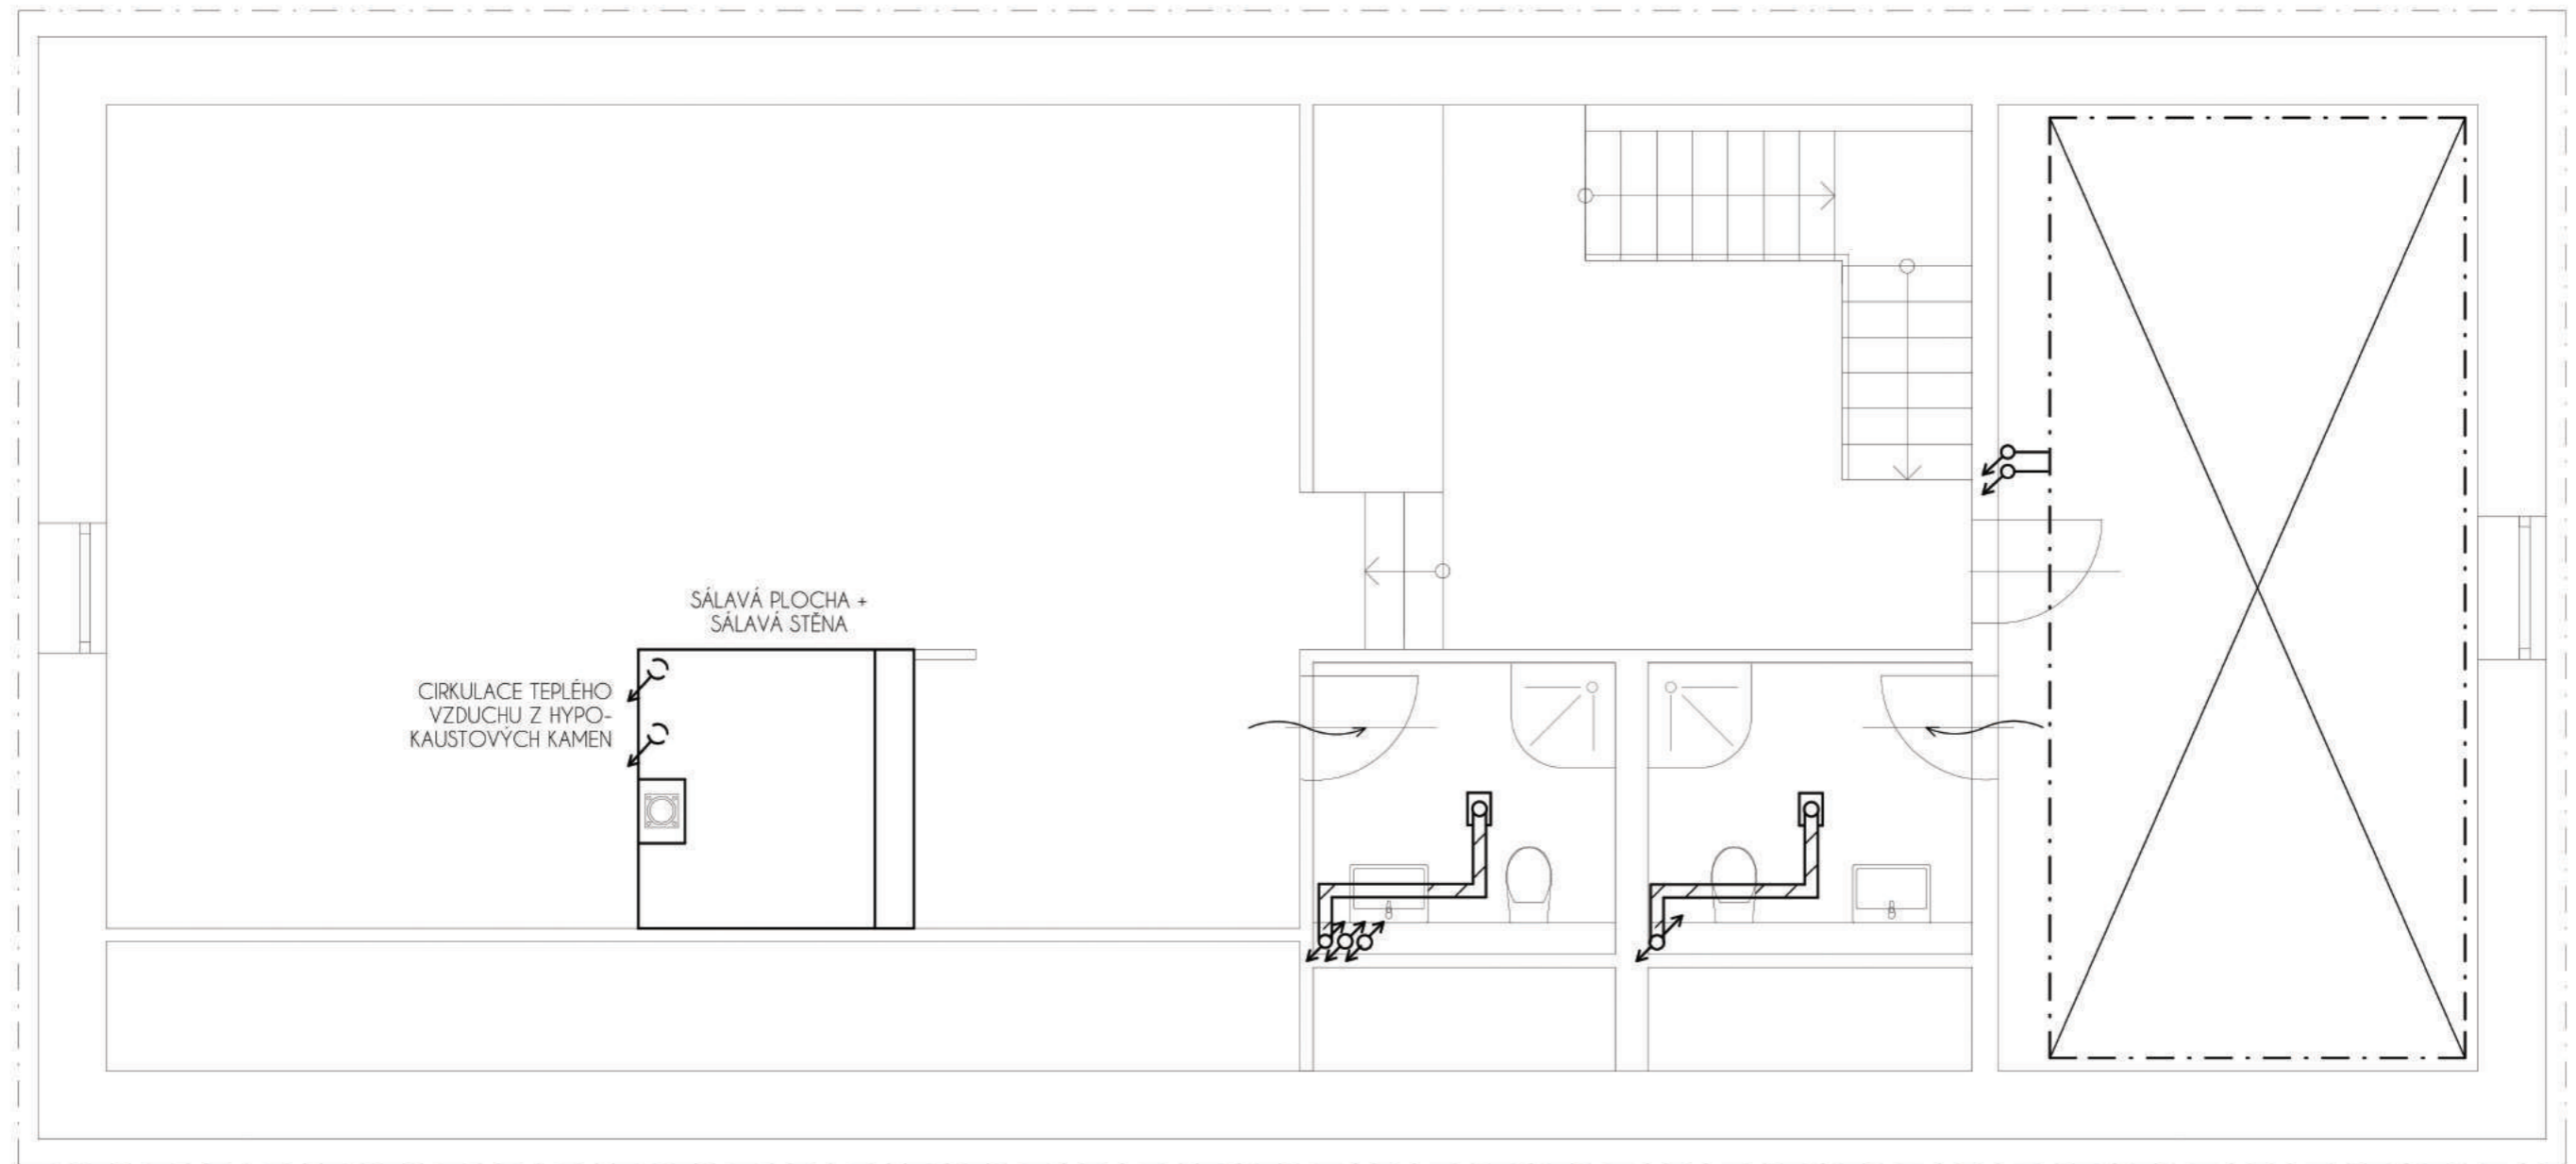 SÁLAVÁ PLOCHA +
SÁLAVÁ STĚNA
CIRKULACE TEPLÉHO
VZDUCHU Z HYPO-
KAUSTOVÝCH KAMEN